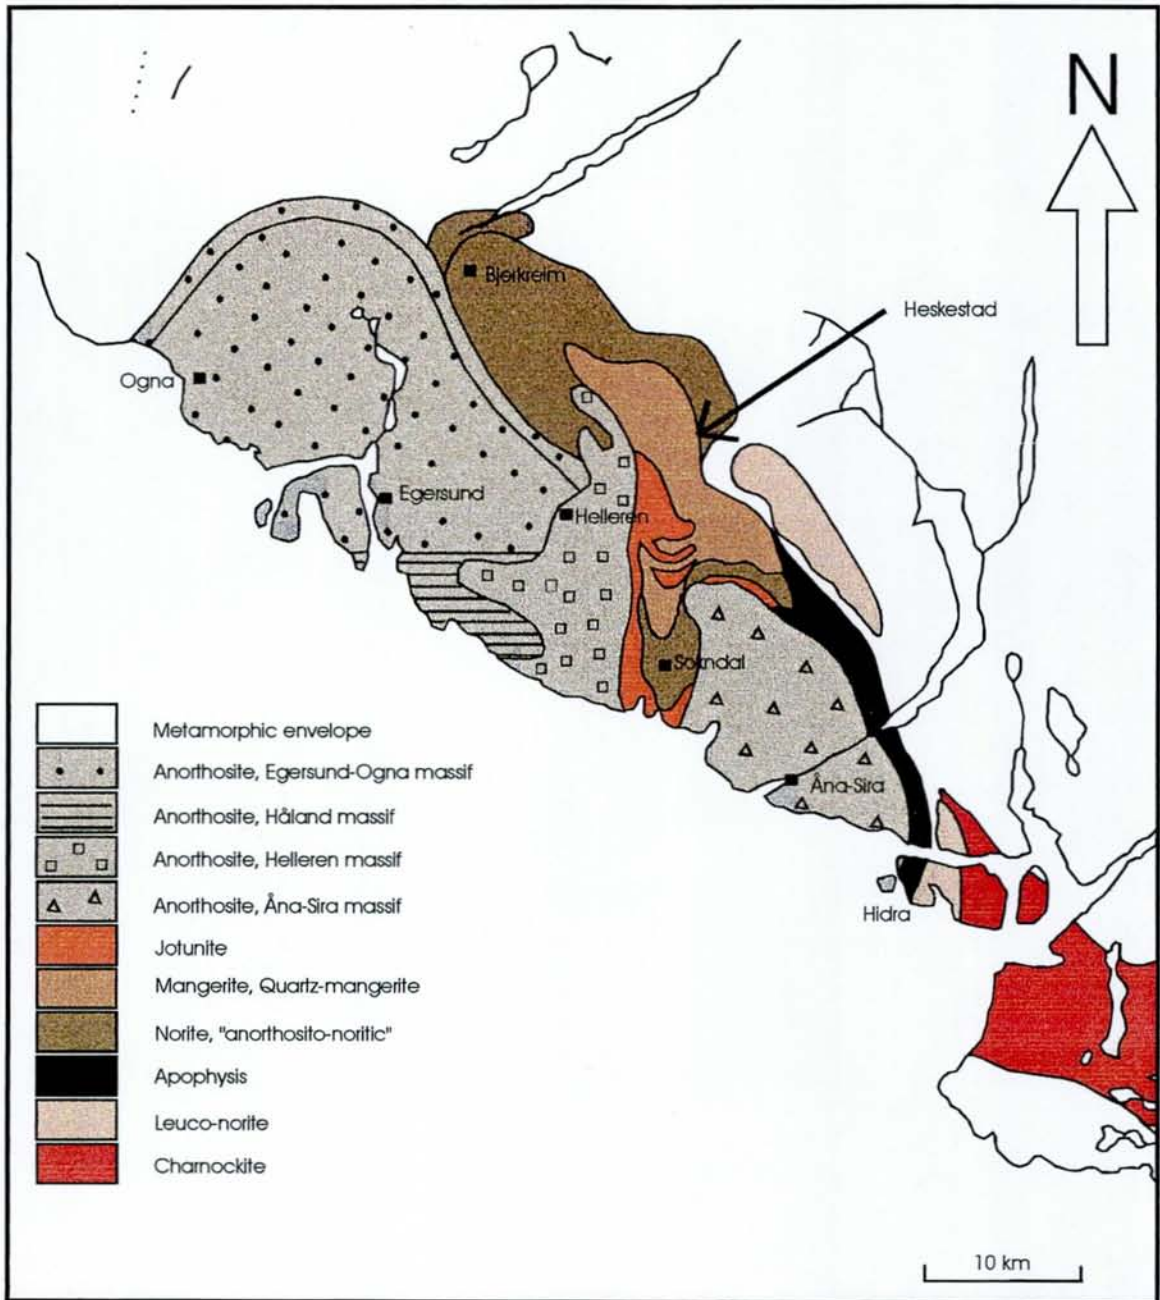 N
Bjerkreim
Heskestad
Ogna
Egersund
Helleren
Sokndal
Åna-Sira
Hidra
Metamorphic envelope
Anorthosite, Egersund-Ogna massif
Anorthosite, Håland massif
Anorthosite, Helleren massif
Anorthosite, Åna-Sira massif
Jotunite
Mangerite, Quartz-mangerite
Norite, "anorthosito-noritic"
Apophysis
Leuco-norite
Charnockite
10 km